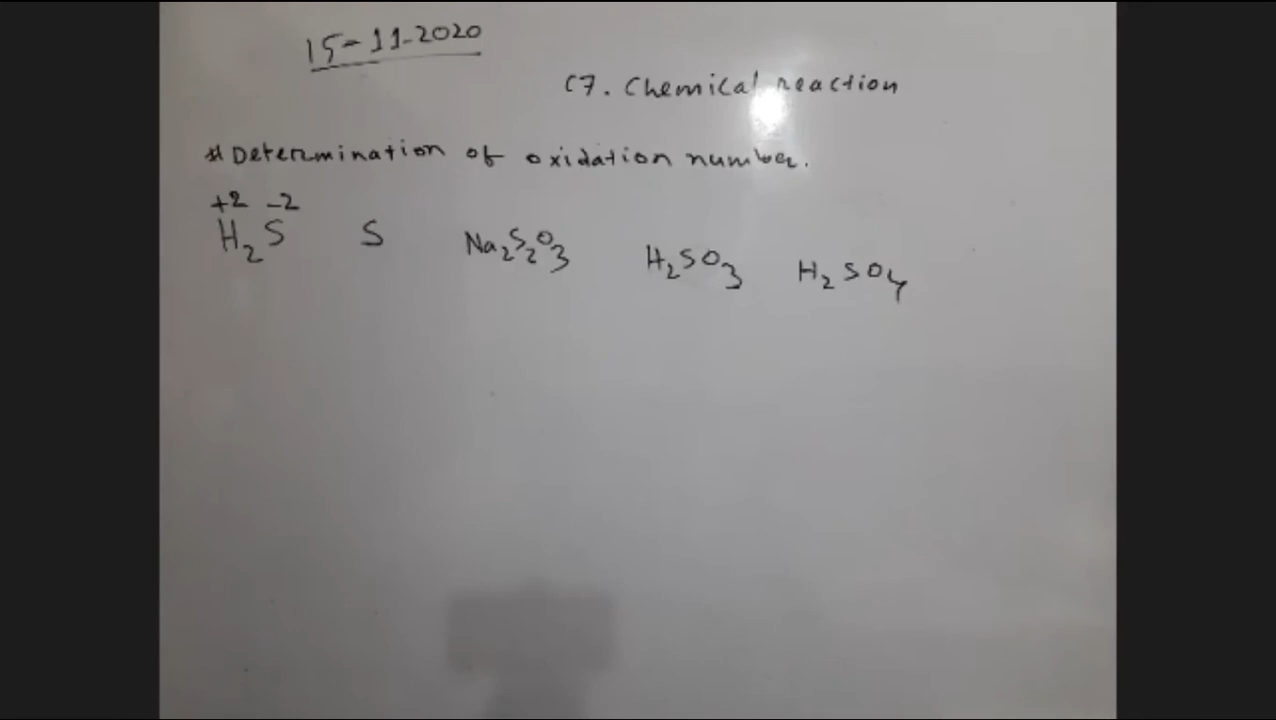 15-11-2020
C7. Chemical reaction
* Determination of oxidation number.
+2 -2
H2S S Na2S2O3 H2SO3 H2SO4